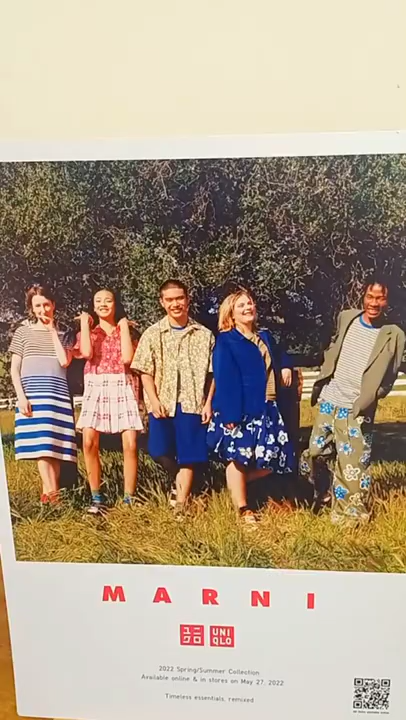 MARNI
ユニクロ UNIQLO
2022 Spring/Summer Collection
Available online & in stores on May 27, 2022
Timeless essentials, remixed